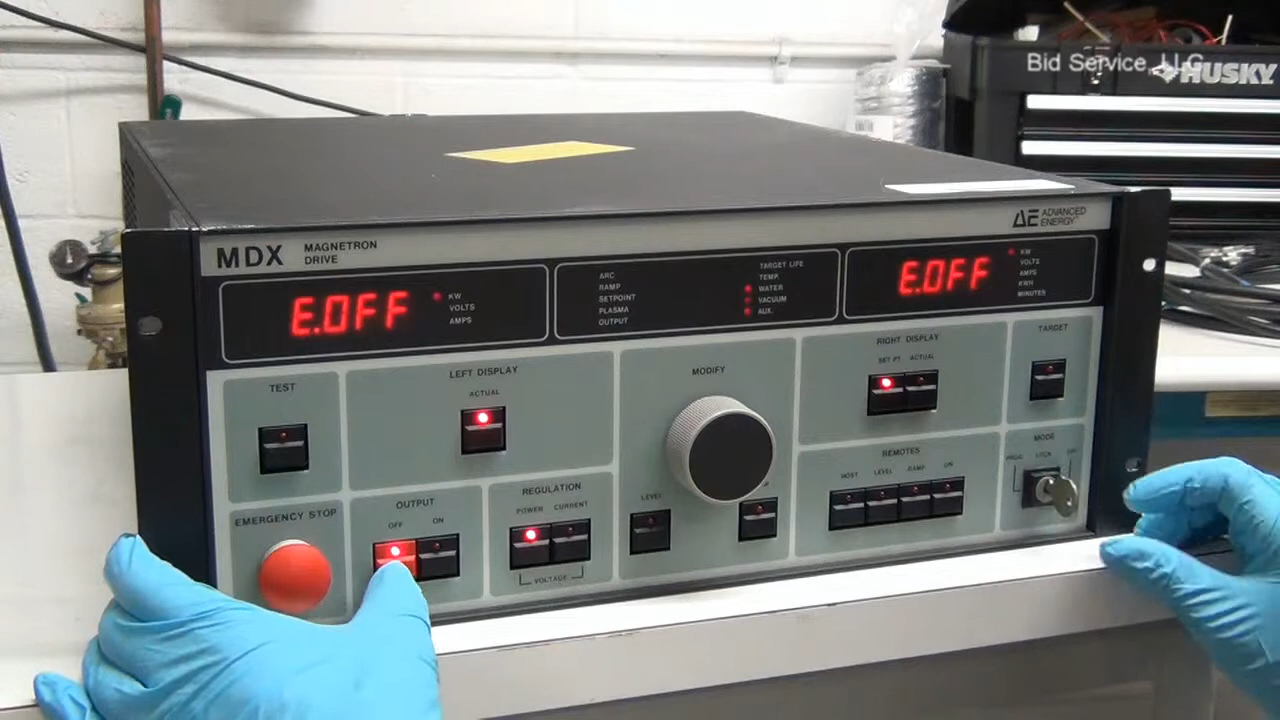 Bid Service, LLC
HUSKY
MDX MAGNETRON DRIVE
AE ADVANCED ENERGY
E.OFF
KW
VOLTS
AMPS
ARC
RAMP
SETPOINT
PLASMA
OUTPUT
TARGET LIFE
TEMP.
WATER
VACUUM
AUX.
E.OFF
KW
VOLTS
AMPS
KWH
MINUTES
TEST
LEFT DISPLAY
ACTUAL
MODIFY
LEVEL
RIGHT DISPLAY
SET PT ACTUAL
TARGET
EMERGENCY STOP
OUTPUT
OFF ON
REGULATION
POWER CURRENT
VOLTAGE
REMOTES
HOST LEVEL RAMP ON
MODE
PROG LOCK